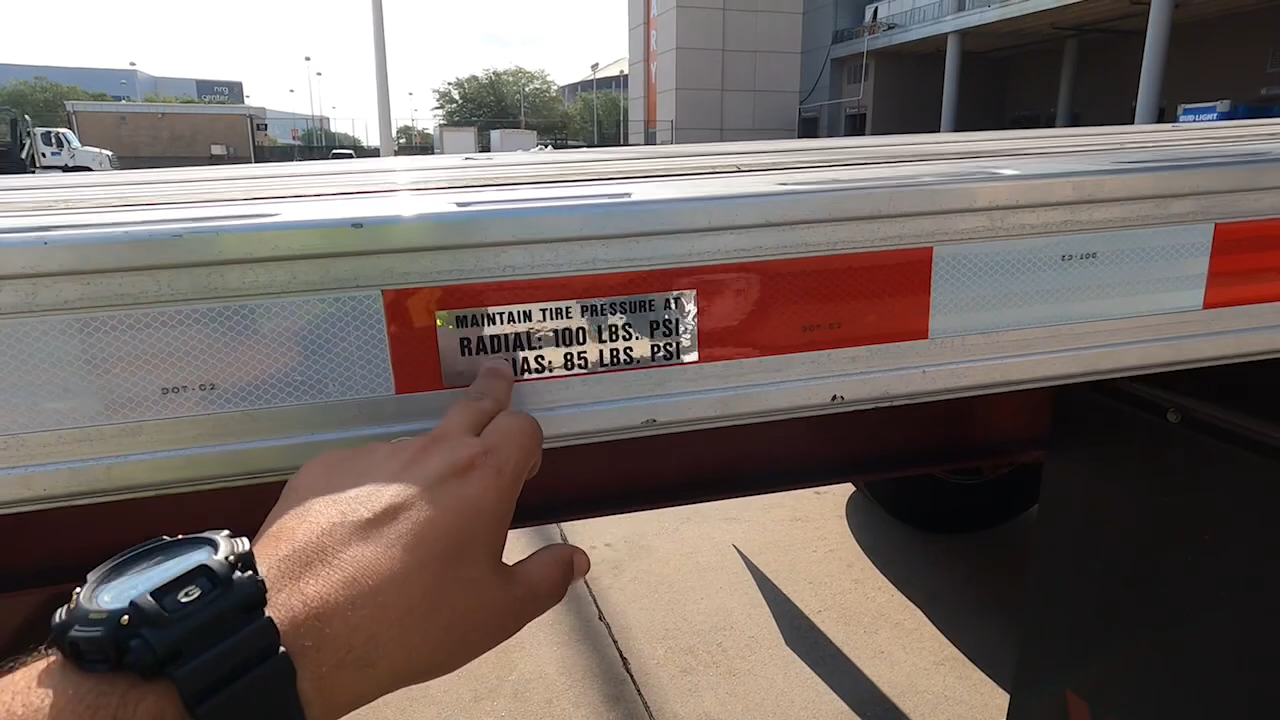 nrg
center
ARY
BUD LIGHT
DOT-C2
MAINTAIN TIRE PRESSURE AT
RADIAL: 100 LBS. PSI
IAS: 85 LBS. PSI
DOT-C2
DOT-C2
G